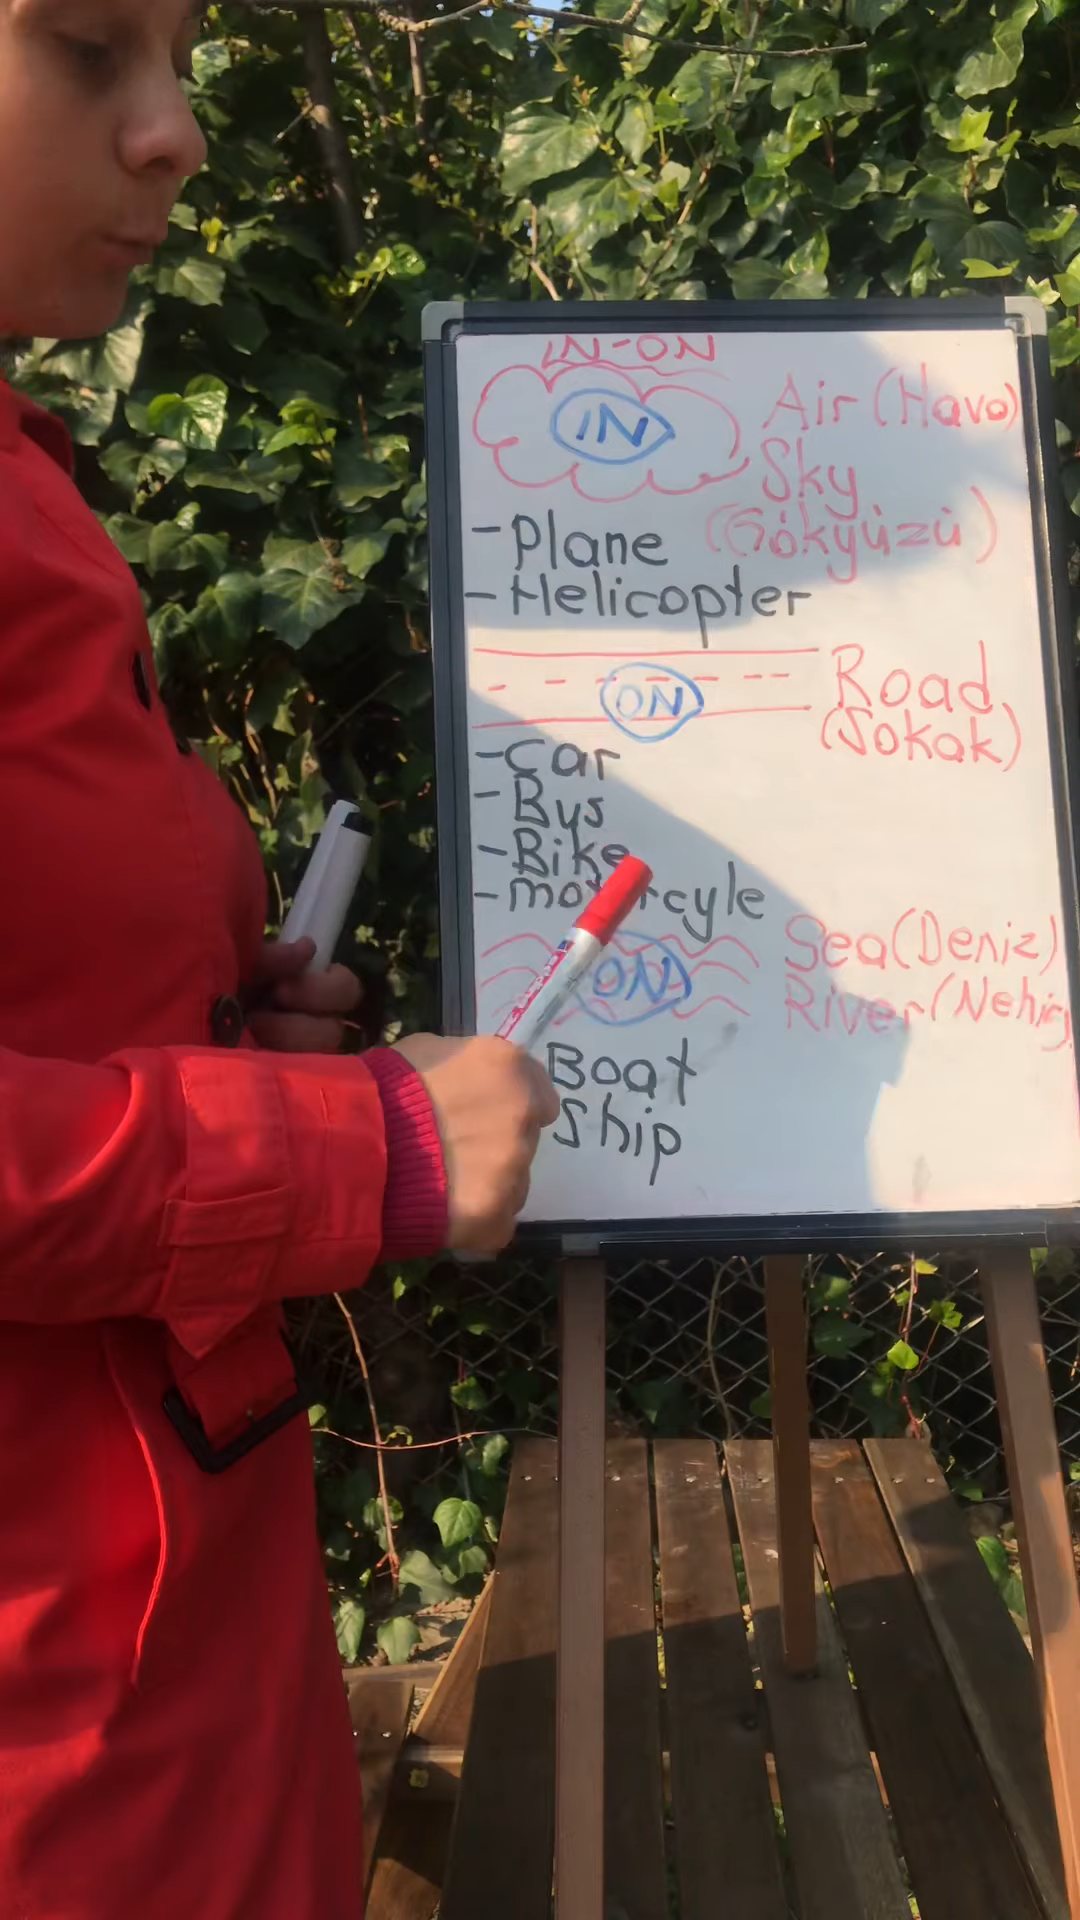 IN-ON
IN
Air (Hava)
Sky
(Gökyüzü)
- Plane
- Helicopter
ON
Road
(Sokak)
- Car
- Bus
- Bike
ON
Sea (Deniz)
River (Nehir)
Boat
Ship